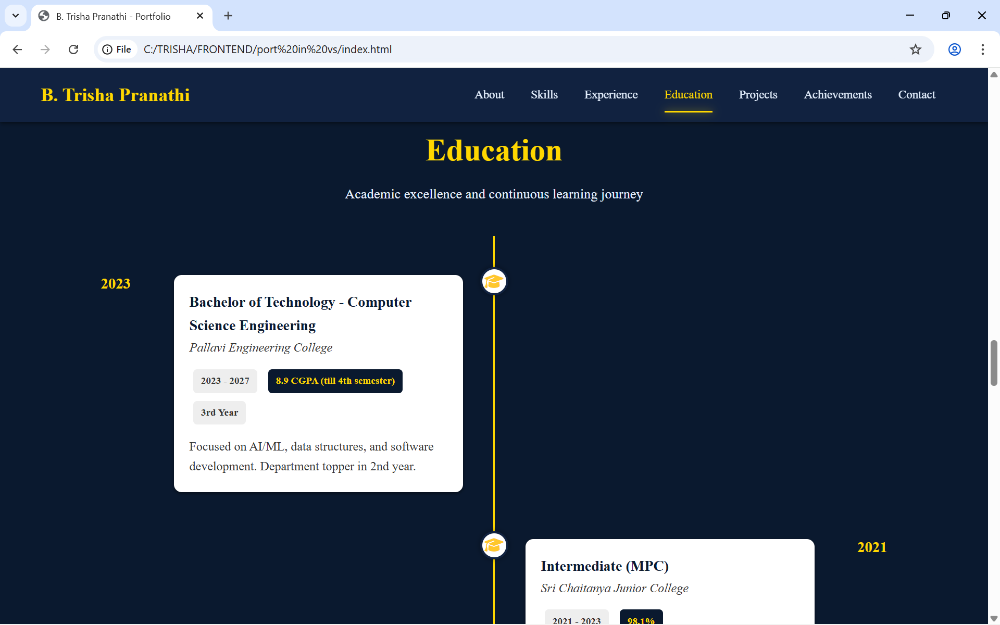 B. Trisha Pranathi - Portfolio
File C:/TRISHA/FRONTEND/port%20in%20vs/index.html
B. Trisha Pranathi About Skills Experience Education Projects Achievements Contact
Education
Academic excellence and continuous learning journey
2023
Bachelor of Technology - Computer
Science Engineering
Pallavi Engineering College
2023 - 2027 8.9 CGPA (till 4th semester)
3rd Year
Focused on AI/ML, data structures, and software
development. Department topper in 2nd year.
2021
Intermediate (MPC)
Sri Chaitanya Junior College
2021 - 2023 98.1%